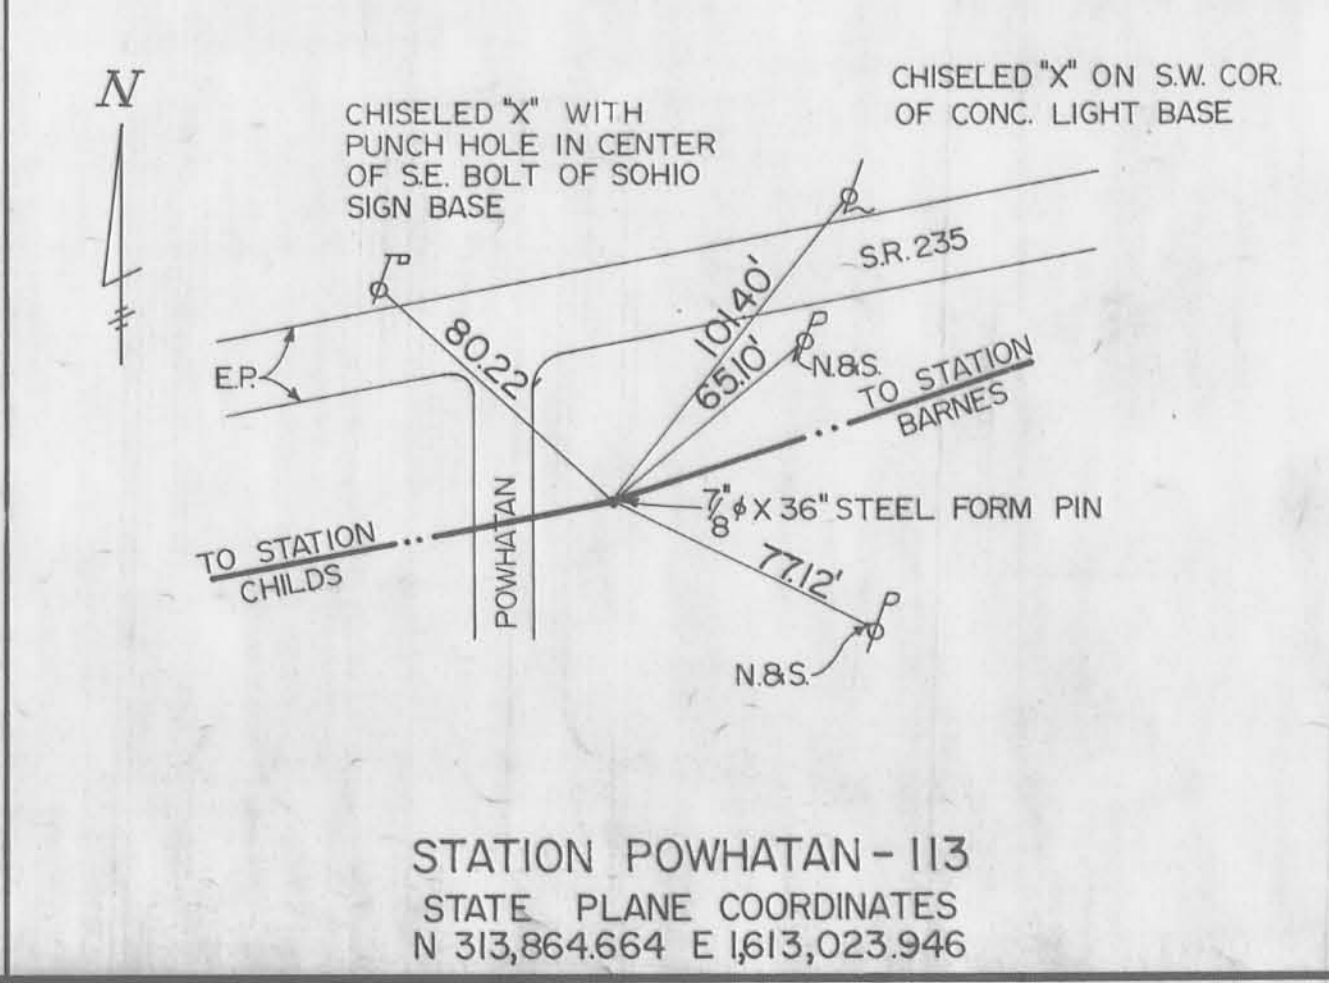 N
CHISELED "X" WITH
PUNCH HOLE IN CENTER
OF S.E. BOLT OF SOHIO
SIGN BASE
CHISELED "X" ON S.W. COR.
OF CONC. LIGHT BASE
S.R. 235
101.40'
80.22'
65.10'
N.&S.
E.P.
TO STATION
BARNES
7/8" ϕ X 36" STEEL FORM PIN
POWHATAN
TO STATION
CHILDS
77.12'
N.&S.
STATION POWHATAN - 113
STATE PLANE COORDINATES
N 313,864.664 E 1,613,023.946